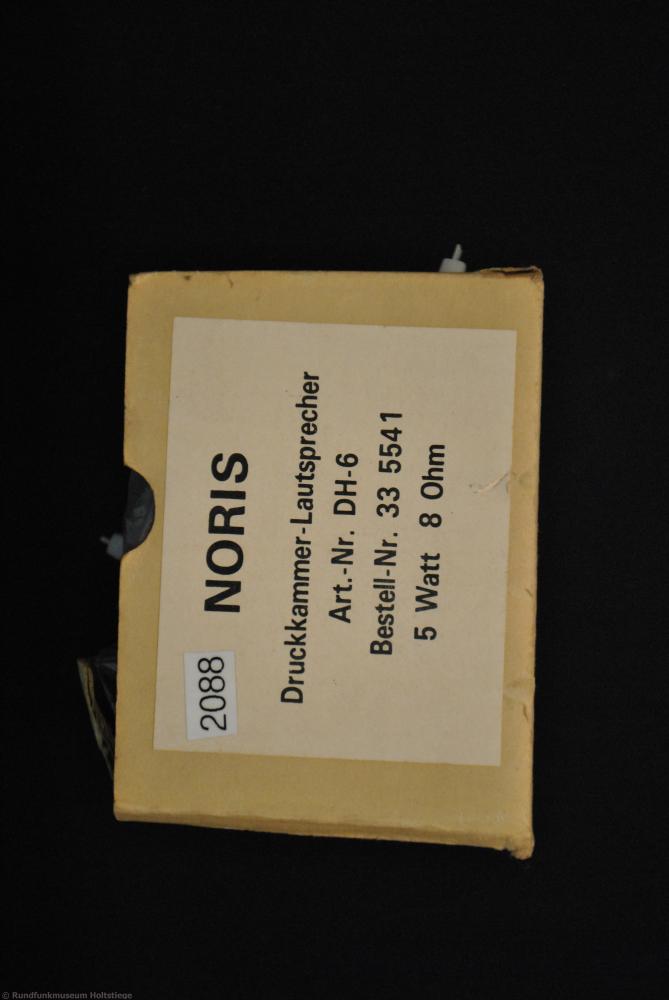 2088
NORIS
Druckkammer-Lautsprecher
Art.-Nr. DH-6
Bestell-Nr. 33 5541
5 Watt 8 Ohm
© Rundfunkmuseum Holtstiege